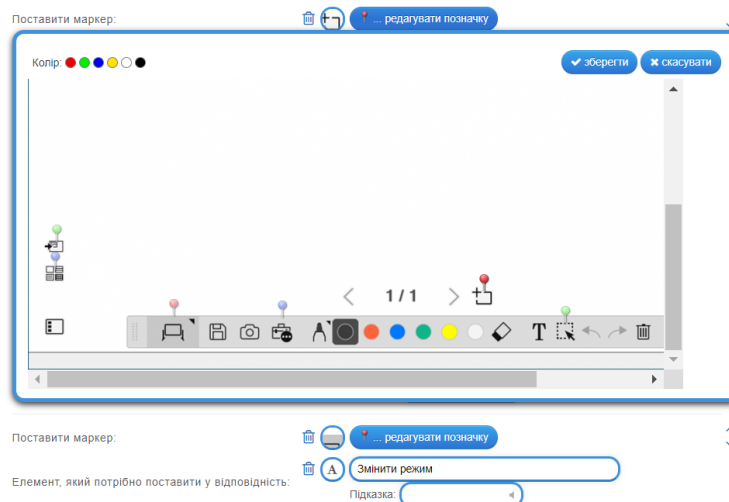 Поставити маркер:
... редагувати позначку
Колір:
зберегти
скасувати
1/1
T
Поставити маркер:
... редагувати позначку
Елемент, який потрібно поставити у відповідність:
A
Змінити режим
Підказка: